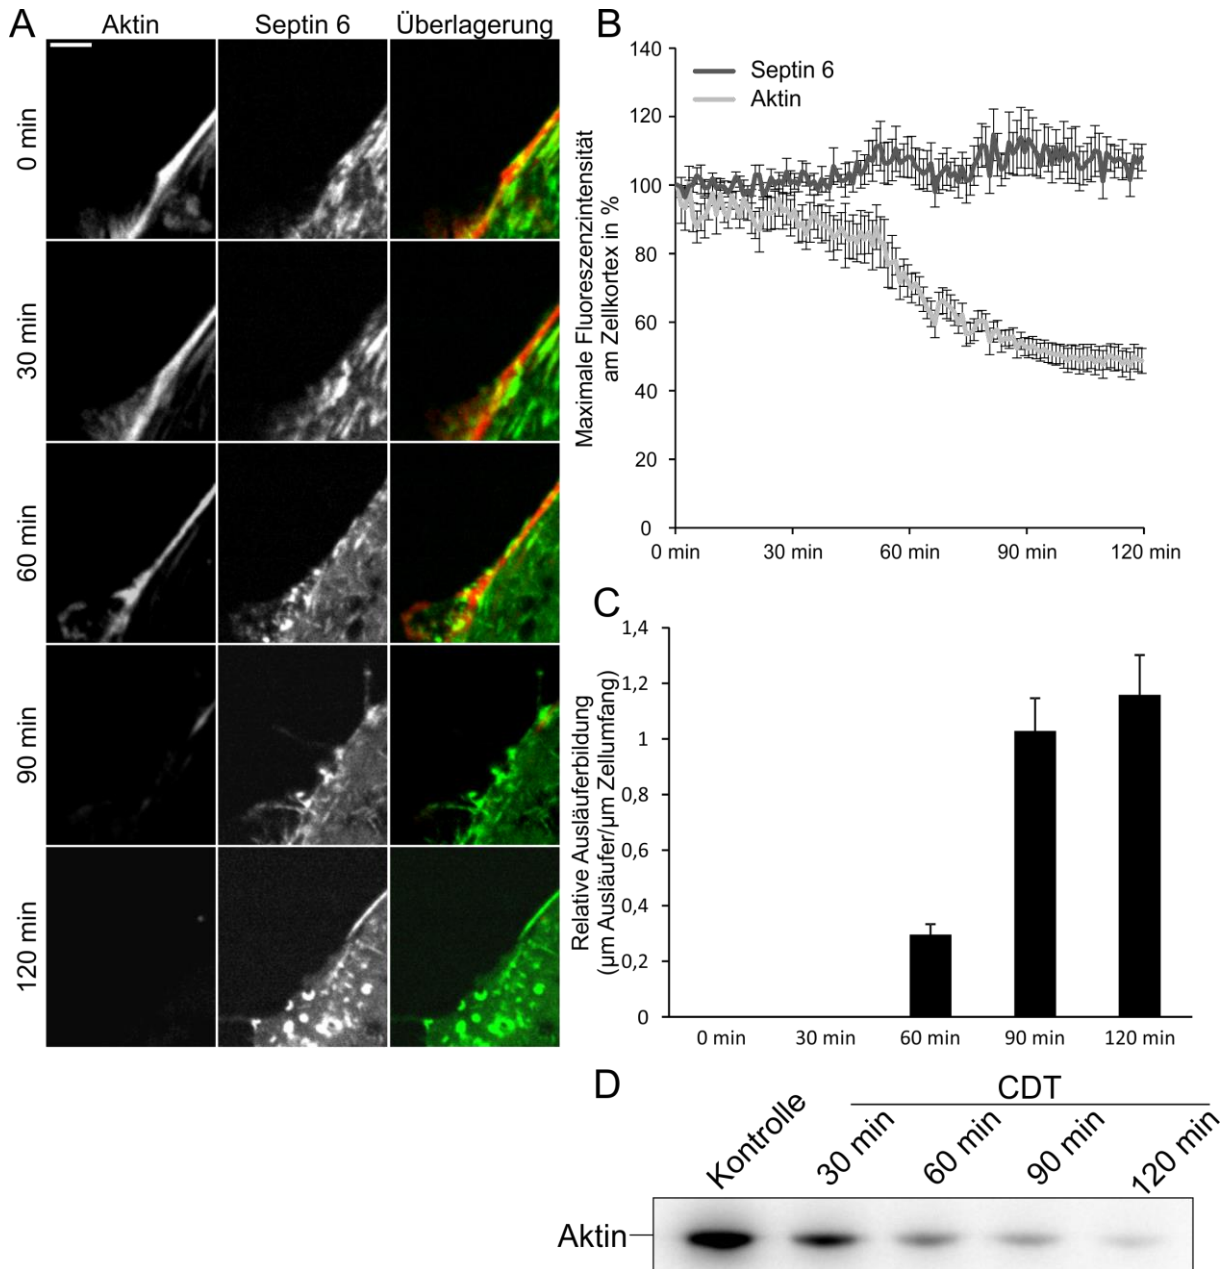 A
Aktin Septin 6 Überlagerung
0 min
30 min
60 min
90 min
120 min
B
Maximale Fluoreszenzintensität
am Zellkortex in %
140
120
100
80
60
40
20
0
Septin 6
Aktin
0 min 30 min 60 min 90 min 120 min
C
Relative Ausläuferbildung
(µm Ausläufer/µm Zellumfang)
1,4
1,2
1
0,8
0,6
0,4
0,2
0
0 min 30 min 60 min 90 min 120 min
D
CDT
Kontrolle 30 min 60 min 90 min 120 min
Aktin